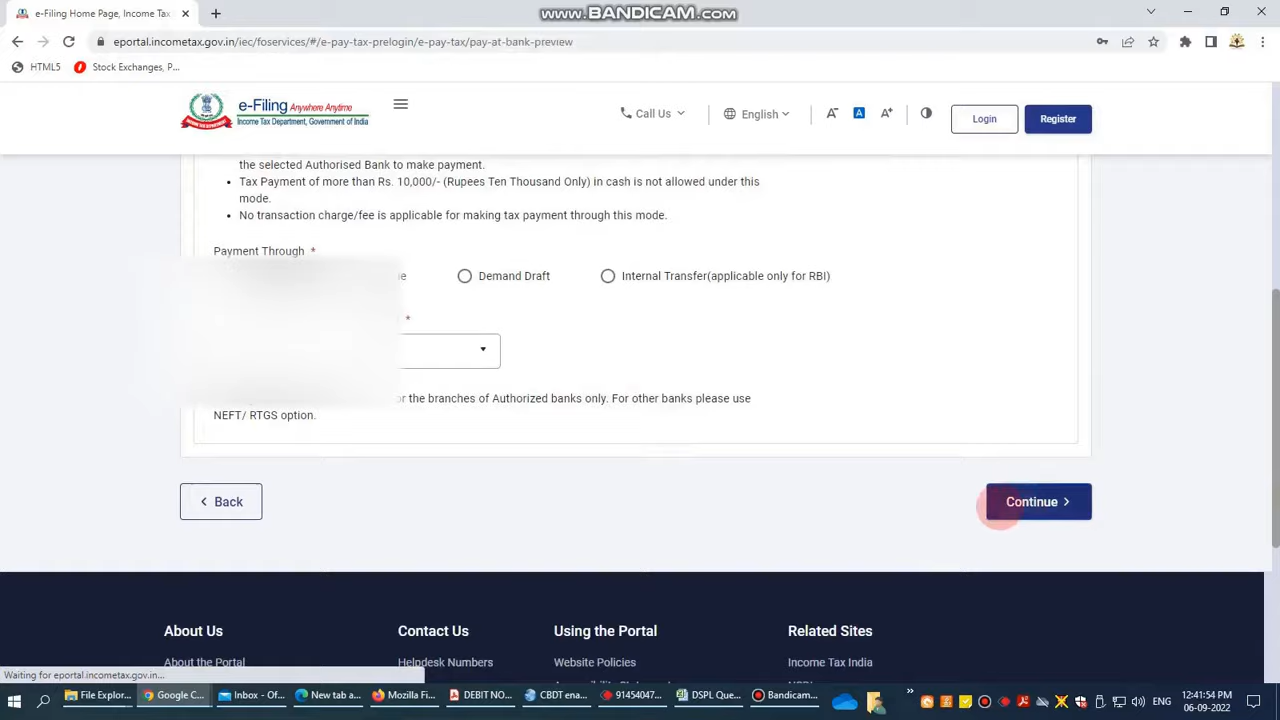 www.BANDICAM.com
e-Filing Home Page, Income Tax
eportal.incometax.gov.in/iec/foservices/#/e-pay-tax-prelogin/e-pay-tax/pay-at-bank-preview
HTML5
Stock Exchanges, P...
e-Filing Anywhere Anytime
Income Tax Department, Government of India
Call Us
English
A
A
A
Login
Register
the selected Authorised Bank to make payment.
• Tax Payment of more than Rs. 10,000/- (Rupees Ten Thousand Only) in cash is not allowed under this
mode.
• No transaction charge/fee is applicable for making tax payment through this mode.
Payment Through *
Demand Draft
Internal Transfer(applicable only for RBI)
*
the branches of Authorized banks only. For other banks please use
NEFT/ RTGS option.
< Back
Continue >
About Us
Contact Us
Using the Portal
Related Sites
About the Portal
Helpdesk Numbers
Website Policies
Income Tax India
Waiting for eportal.incometax.gov.in...
File Explor...
Google C...
Inbox - Of...
New tab a...
Mozilla Fi...
DEBIT NO...
CBDT ena...
91454047...
DSPL Que...
Bandicam...
ENG
12:41:54 PM
06-09-2022